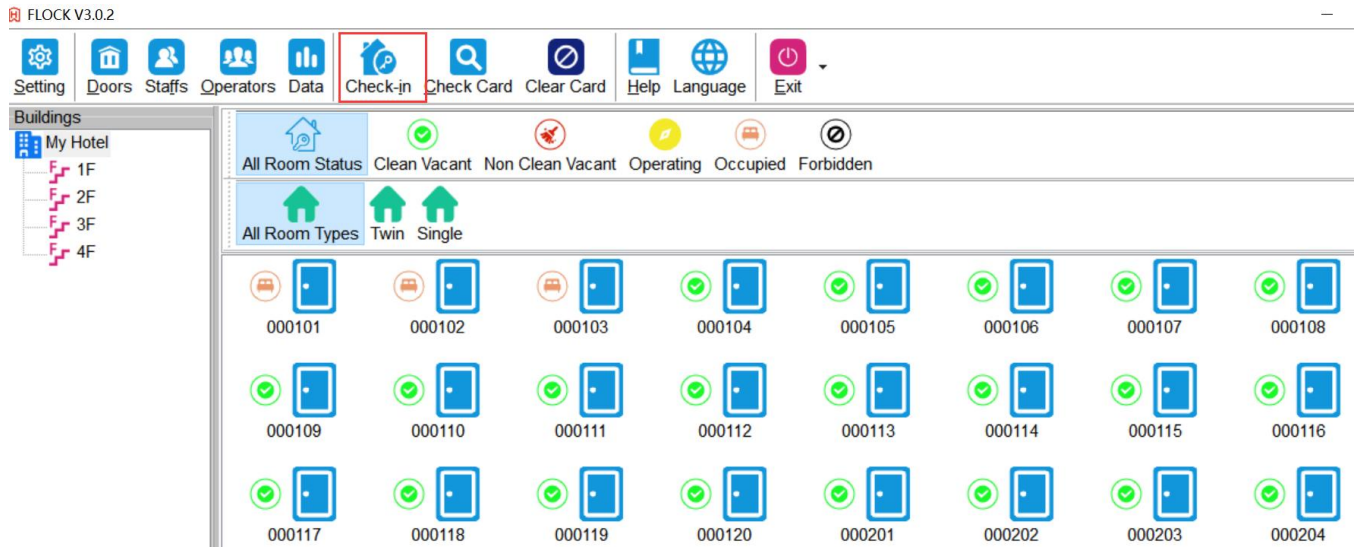 FLOCK V3.0.2
Setting Doors Staffs Operators Data Check-in Check Card Clear Card Help Language Exit
Buildings
My Hotel
1F
2F
3F
4F
All Room Status Clean Vacant Non Clean Vacant Operating Occupied Forbidden
All Room Types Twin Single
000101 000102 000103 000104 000105 000106 000107 000108
000109 000110 000111 000112 000113 000114 000115 000116
000117 000118 000119 000120 000201 000202 000203 000204